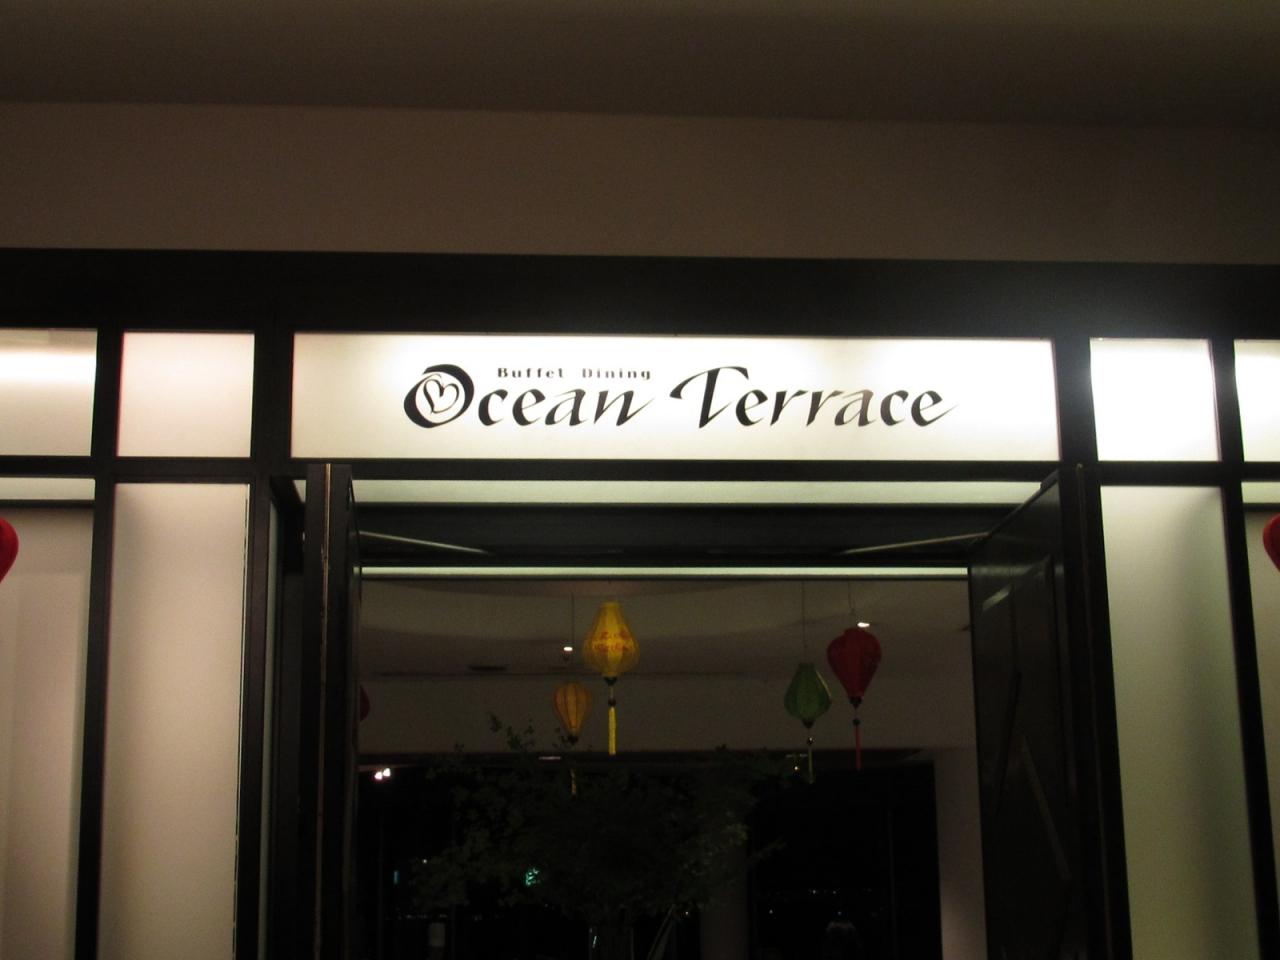 Buffet Dining
Ocean Terrace